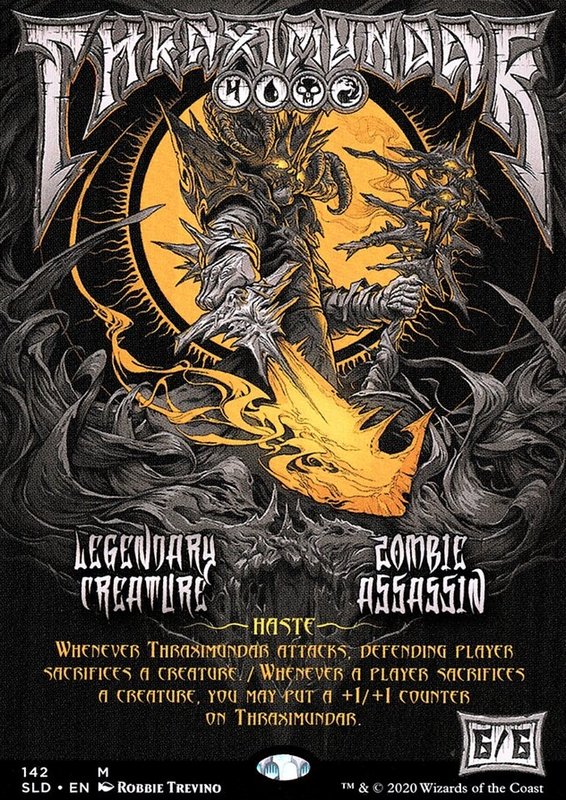 THRAXIMUNDAR
4
LEGENDARY
CREATURE
ZOMBIE
ASSASSIN
HASTE
WHENEVER THRAXIMUNDAR ATTACKS, DEFENDING PLAYER
SACRIFICES A CREATURE. / WHENEVER A PLAYER SACRIFICES
A CREATURE, YOU MAY PUT A +1/+1 COUNTER
ON THRAXIMUNDAR.
6/6
142 M
SLD • EN ROBBIE TREVINO
™ & © 2020 Wizards of the Coast